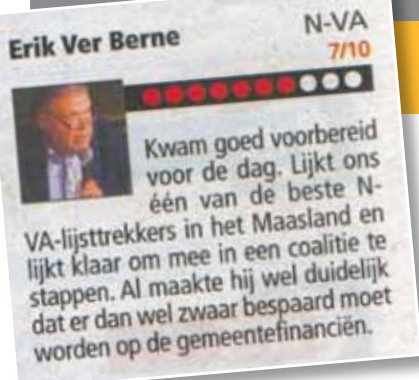 Erik Ver Berne
N-VA
7/10
Kwam goed voorbereid
voor de dag. Lijkt ons
één van de beste N-
VA-lijsttrekkers in het Maasland en
lijkt klaar om mee in een coalitie te
stappen. Al maakte hij wel duidelijk
dat er dan wel zwaar bespaard moet
worden op de gemeentefinanciën.